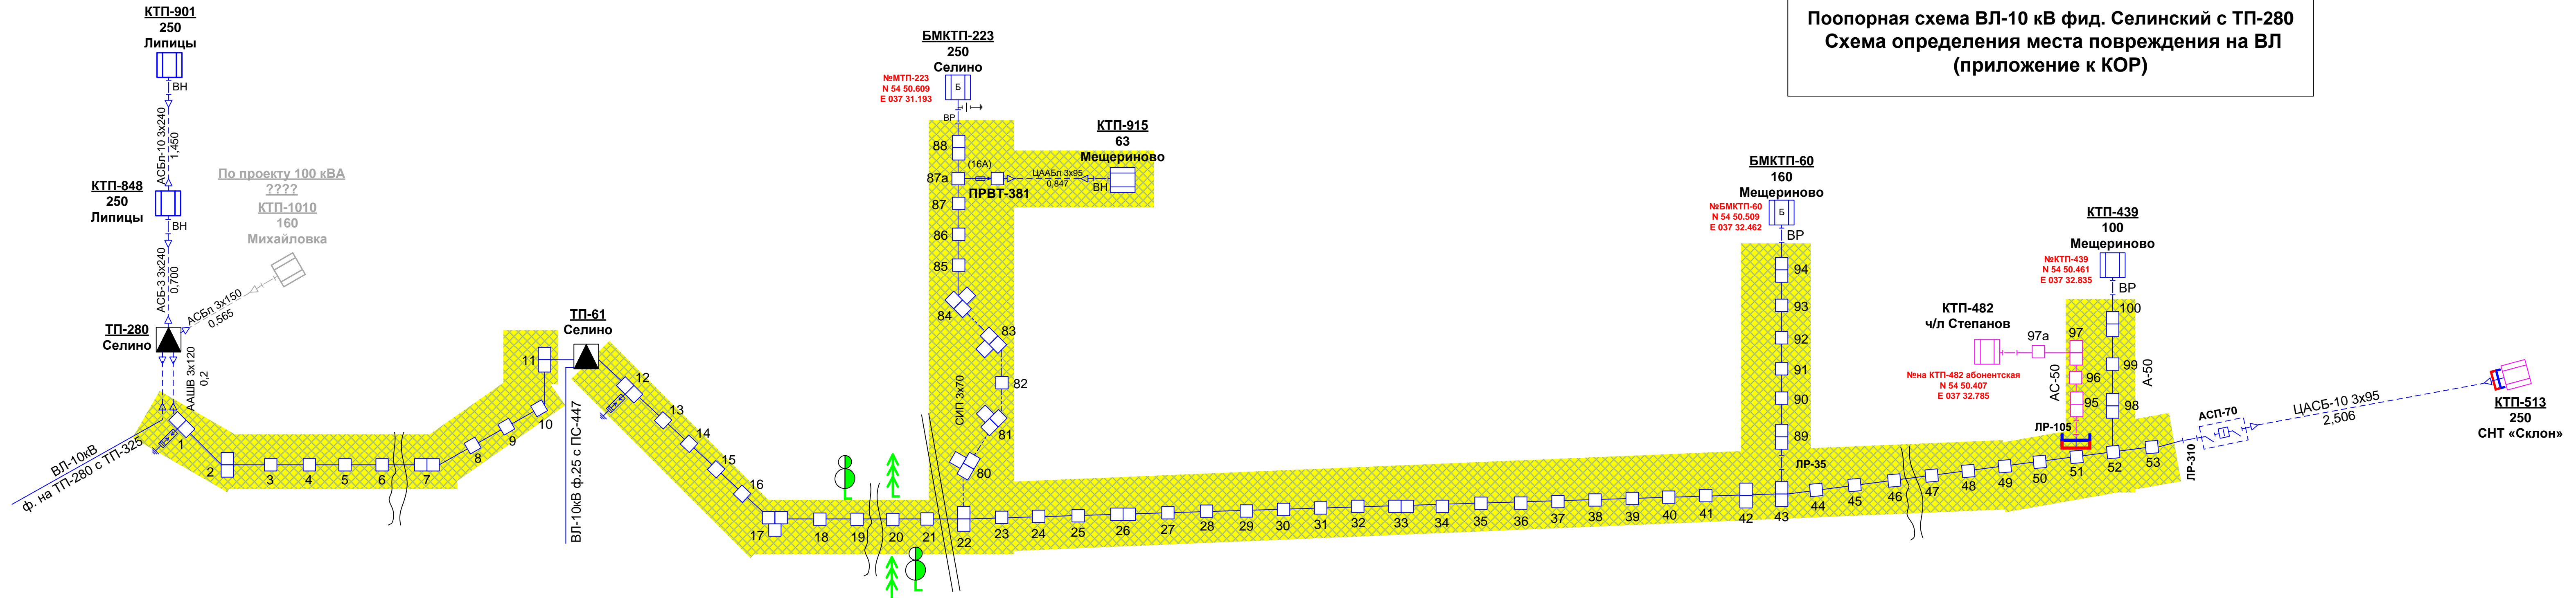 Поопорная схема ВЛ-10 кВ фид. Селинский с ТП-280
Схема определения места повреждения на ВЛ
(приложение к КОР)
КТП-901
250
Липицы
ВН
АСБл-10 3х240
1,450
КТП-848
250
Липицы
ВН
АСБ-3 3х240
0,700
По проекту 100 кВА
????
КТП-1010
160
Михайловка
АСБл 3х150
0,565
ТП-280
Селино
ААШВ 3х120
0,2
ВЛ-10кВ
ф. на ТП-280 с ТП-325
1
2
3
4
5
6
7
8
9
10
11
ТП-61
Селино
ВЛ-10кВ ф.25 с ПС-447
12
13
14
15
16
17
18
19
20
21
22
23
24
25
26
27
28
29
30
31
32
33
34
35
36
37
38
39
40
41
42
43
44
45
46
47
48
49
50
51
52
53
БМКТП-223
250
Селино
№МТП-223
N 54 50.609
E 037 31.193
Б
ВР
88
87а
(16А)
ПРВТ-381
ЦААБл 3х95
0,847
ВН
КТП-915
63
Мещериново
87
86
85
84
83
82
81
80
СИП 3х70
БМКТП-60
160
Мещериново
№БМКТП-60
N 54 50.509
E 037 32.462
Б
ВР
94
93
92
91
90
89
ЛР-35
КТП-482
ч/л Степанов
№на КТП-482 абонентская
N 54 50.407
E 037 32.785
97а
97
96
95
АС-50
ЛР-105
КТП-439
100
Мещериново
№КТП-439
N 54 50.461
E 037 32.835
ВР
100
99
98
А-50
ЛР-310
АСП-70
ЦАСБ-10 3х95
2,506
КТП-513
250
СНТ «Склон»